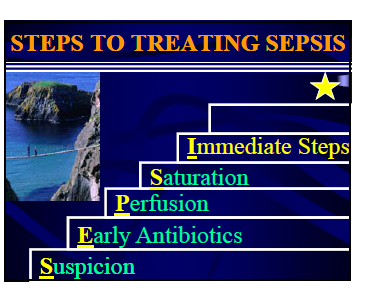 STEPS TO TREATING SEPSIS
Immediate Steps
Saturation
Perfusion
Early Antibiotics
Suspicion